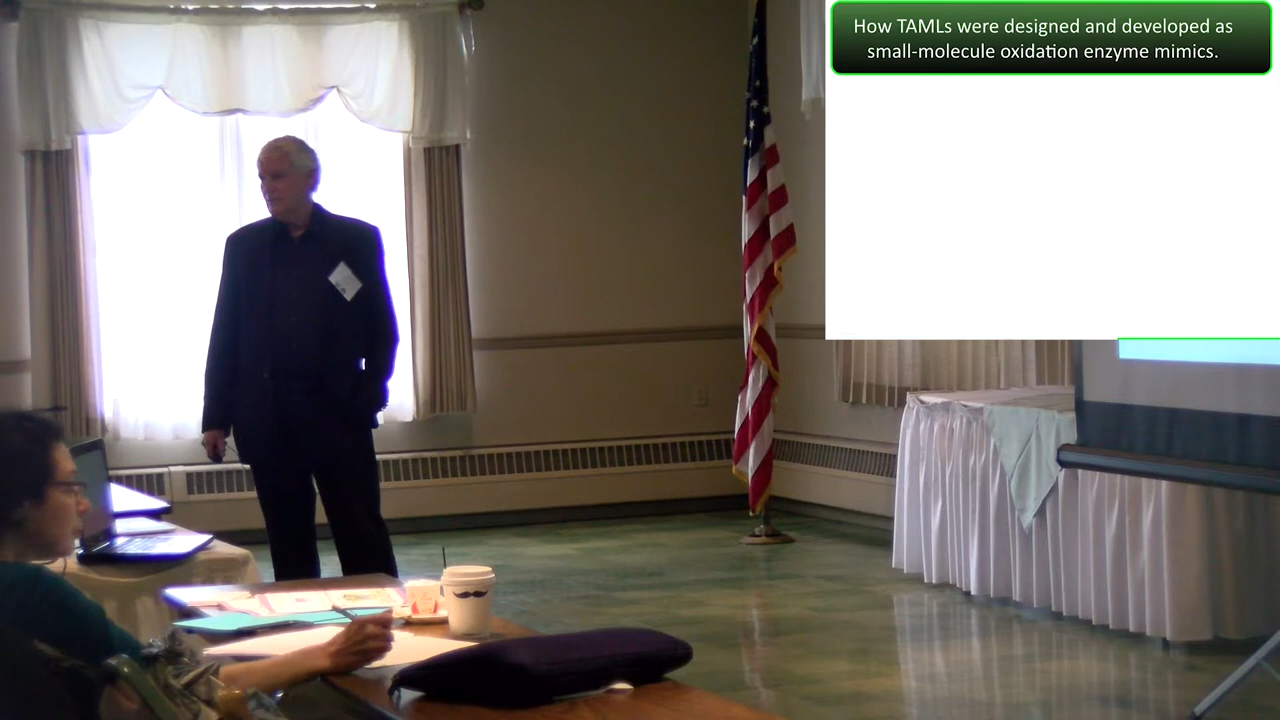 How TAMLs were designed and developed as
small-molecule oxidation enzyme mimics.